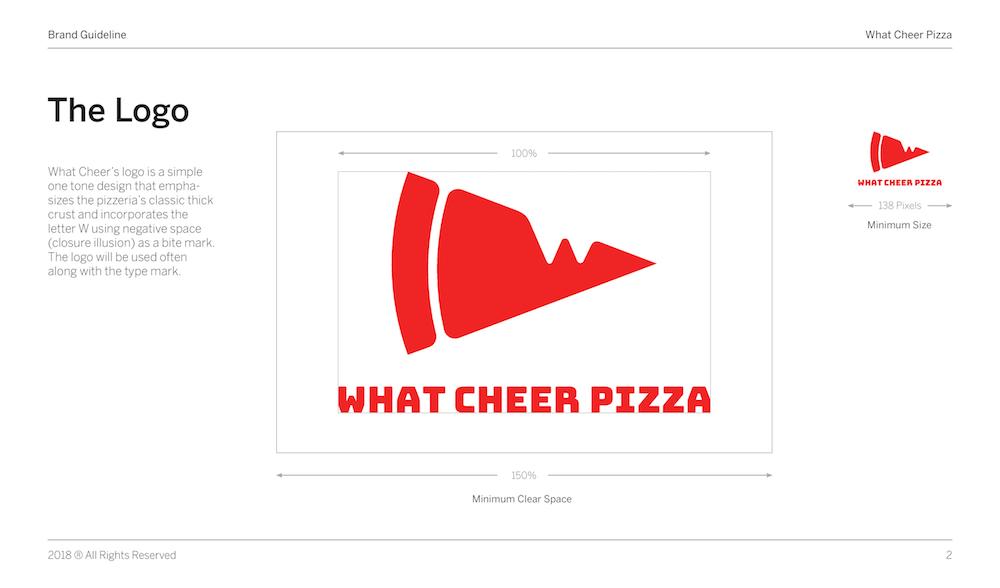 Brand Guideline
What Cheer Pizza
The Logo
What Cheer's logo is a simple
one tone design that empha-
sizes the pizzeria's classic thick
crust and incorporates the
letter W using negative space
(closure illusion) as a bite mark.
The logo will be used often
along with the type mark.
100%
WHAT CHEER PIZZA
150%
Minimum Clear Space
WHAT CHEER PIZZA
138 Pixels
Minimum Size
2018 ® All Rights Reserved
2